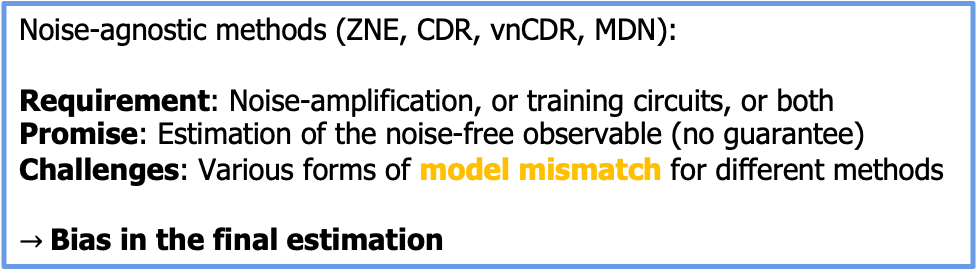 Noise-agnostic methods (ZNE, CDR, vnCDR, MDN):
Requirement: Noise-amplification, or training circuits, or both
Promise: Estimation of the noise-free observable (no guarantee)
Challenges: Various forms of model mismatch for different methods
→ Bias in the final estimation